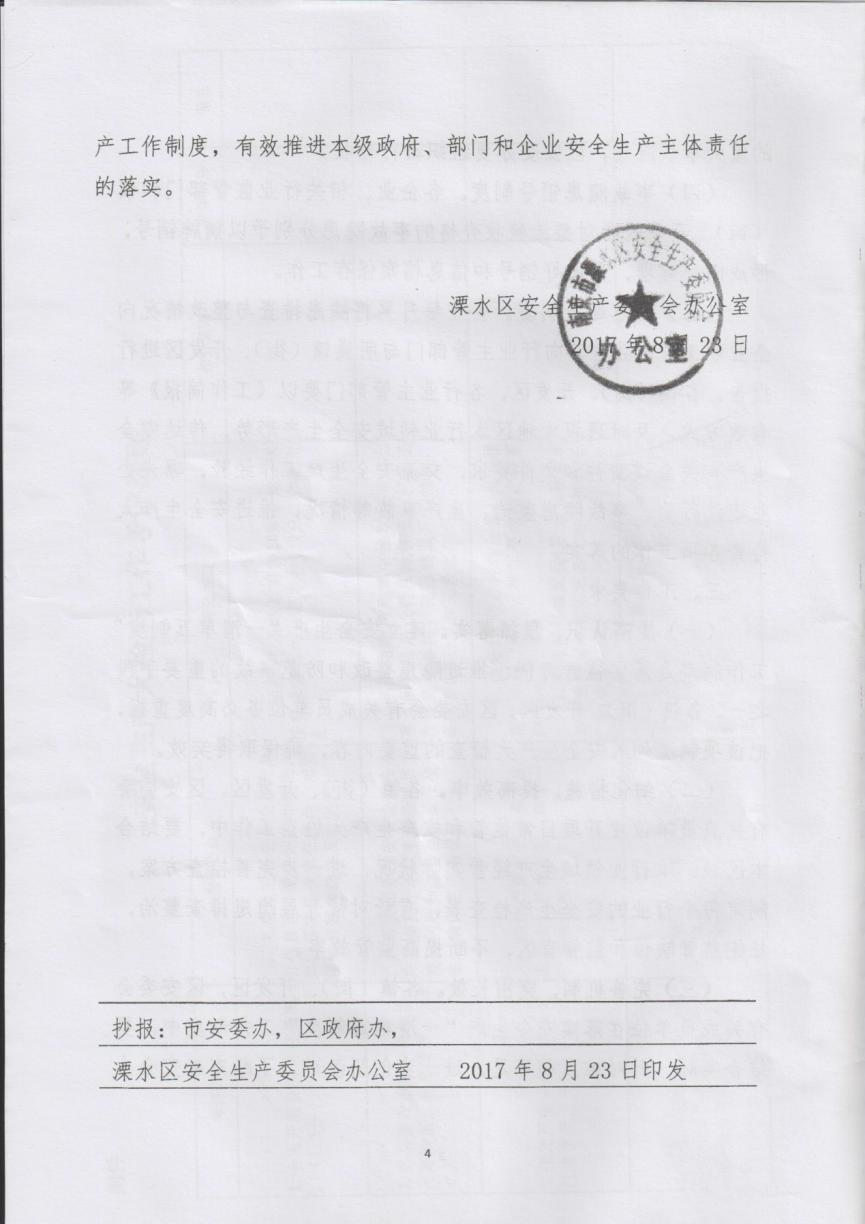 产工作制度，有效推进本级政府、部门和企业安全生产主体责任
的落实。
溧水区安全生产委员会办公室
2017年8月23日
办公室
抄报：市安委办，区政府办，
溧水区安全生产委员会办公室 2017年8月23日印发
4